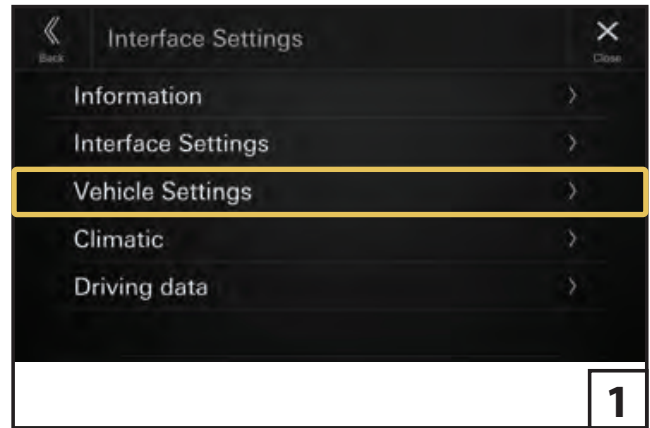 Interface Settings
Back
Close
Information
Interface Settings
Vehicle Settings
Climatic
Driving data
1